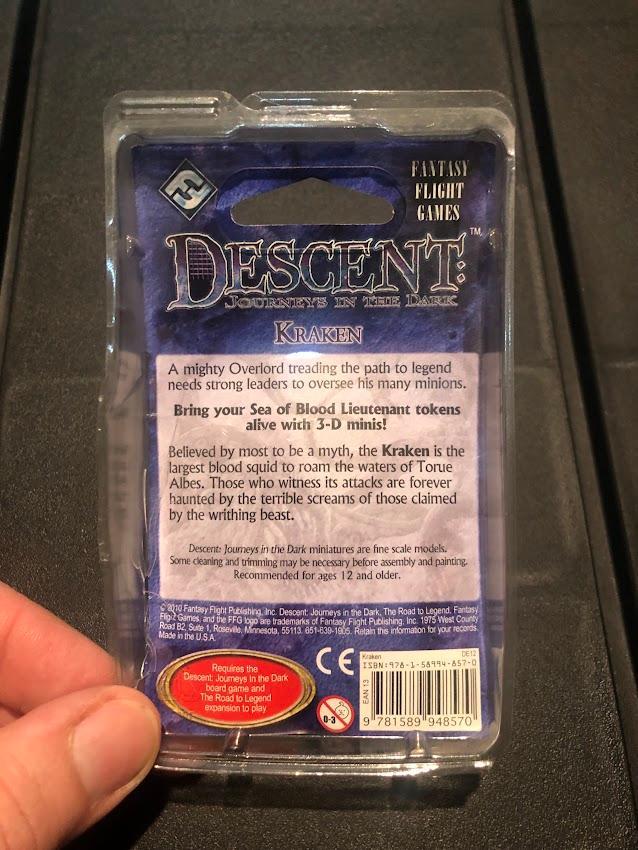 FANTASY
FLIGHT
GAMES
DESCENT:™
JOURNEYS IN THE DARK
KRAKEN
A mighty Overlord treading the path to legend
needs strong leaders to oversee his many minions.
Bring your Sea of Blood Lieutenant tokens
alive with 3-D minis!
Believed by most to be a myth, the Kraken is the
largest blood squid to roam the waters of Torue
Albes. Those who witness its attacks are forever
haunted by the terrible screams of those claimed
by the writhing beast.
Descent: Journeys in the Dark miniatures are fine scale models.
Some cleaning and trimming may be necessary before assembly and painting.
Recommended for ages 12 and older.
© 2010 Fantasy Flight Publishing, Inc. Descent: Journeys in the Dark, The Road to Legend, Fantasy
Flight Games, and the FFG logo are trademarks of Fantasy Flight Publishing, Inc. 1975 West County
Road B2, Suite 1, Roseville, Minnesota, 55113. 651-639-1905. Retain this information for your records.
Made in the U.S.A.
Requires the
Descent: Journeys in the Dark
board game and
The Road to Legend
expansion to play
CE
0-3
Kraken DE12
ISBN:978-1-58994-857-0
EAN 13
9 781589 948570